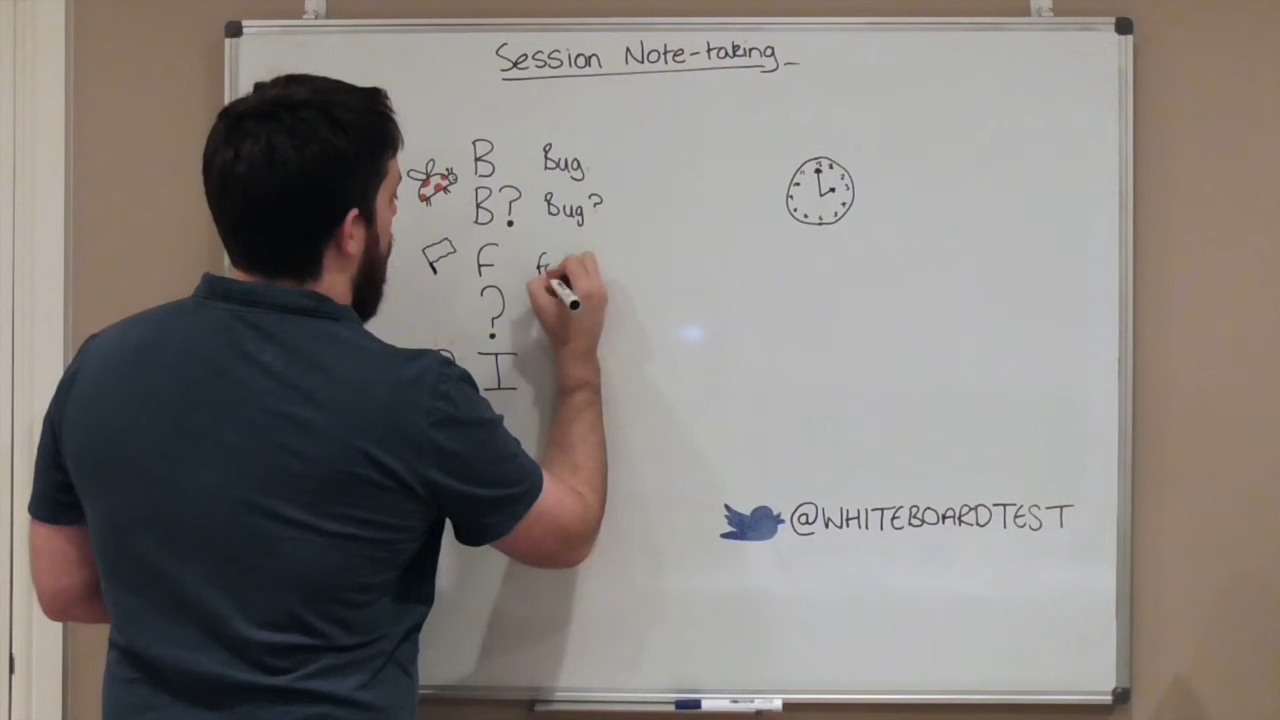 Session Note-taking
B Bug
B? Bug?
F
?
I
@WHITEBOARDTEST